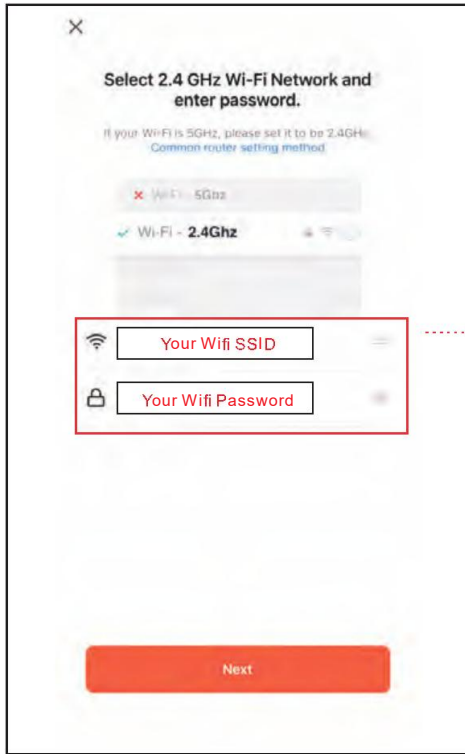 Select 2.4 GHz Wi-Fi Network and
enter password.
If your Wi-Fi is 5GHz, please set it to be 2.4GHz.
Common router setting method
Wi-Fi - 5Ghz
Wi-Fi - 2.4Ghz
Your Wifi SSID
Your Wifi Password
Next